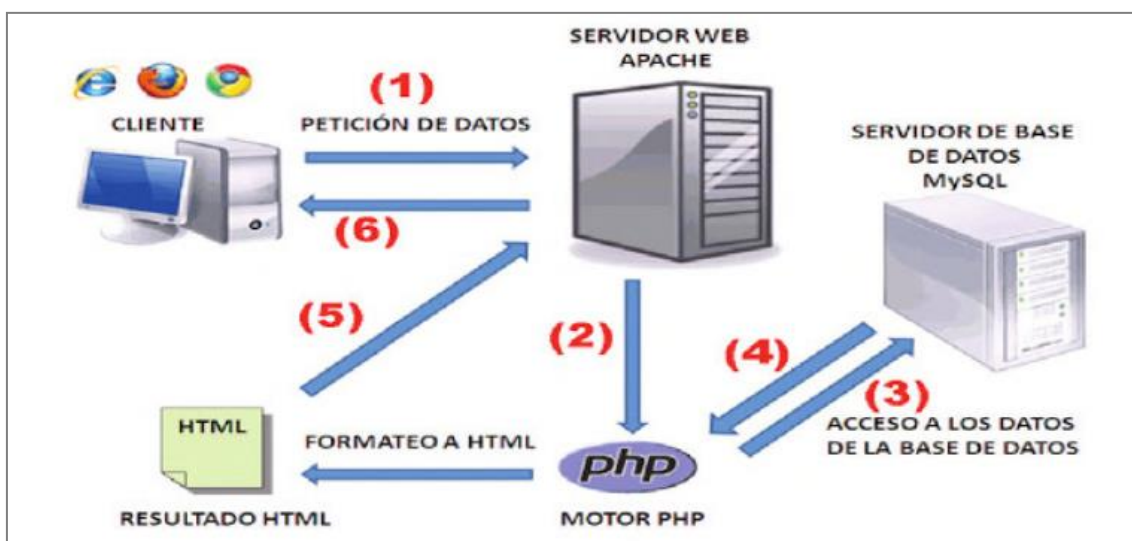 SERVIDOR WEB
APACHE
(1)
CLIENTE
PETICIÓN DE DATOS
SERVIDOR DE BASE
DE DATOS
MySQL
(6)
(5)
(2)
(4)
(3)
HTML
FORMATEO A HTML
php
ACCESO A LOS DATOS
DE LA BASE DE DATOS
RESULTADO HTML
MOTOR PHP